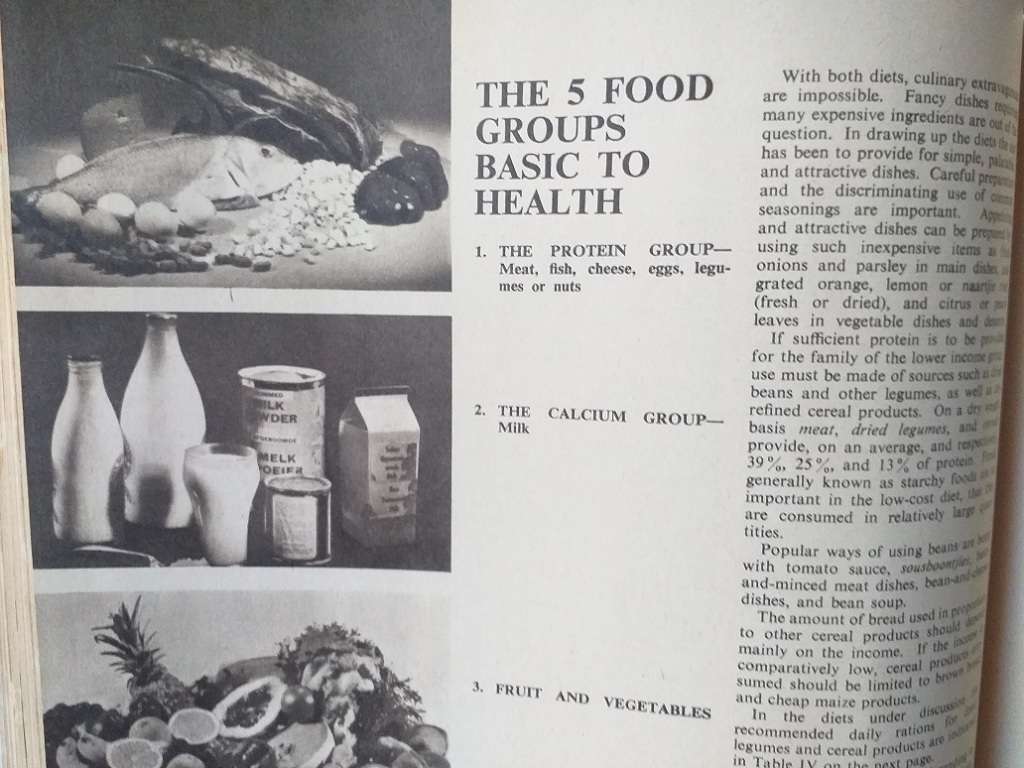 THE 5 FOOD
GROUPS
BASIC TO
HEALTH
1. THE PROTEIN GROUP—
Meat, fish, cheese, eggs, legu-
mes or nuts
MILK
POWDER
MELK
2. THE CALCIUM GROUP—
Milk
3. FRUIT AND VEGETABLES
With both diets, culinary
are impossible. Fancy dishes
many expensive ingredients are out of
question. In drawing up the diets the
has been to provide for simple,
and attractive dishes. Careful
and the discriminating use of
seasonings are important.
and attractive dishes can be
using such inexpensive items as
onions and parsley in main dishes
grated orange, lemon or naartjie
(fresh or dried), and citrus or
leaves in vegetable dishes and
If sufficient protein is to be
for the family of the lower income
use must be made of sources such as
beans and other legumes, as well as
refined cereal products. On a dry
basis meat, dried legumes, and
provide, on an average, and
39%, 25%, and 13% of protein.
generally known as starchy foods
important in the low-cost diet,
are consumed in relatively large
tities.
Popular ways of using beans are
with tomato sauce, sousboontjies,
and-minced meat dishes,
dishes, and bean soup.
The amount of bread used in
to other cereal products should
mainly on the income. If the
comparatively low, cereal products
sumed should be limited to brown
and cheap maize products.
In the diets under discussion
recommended daily rations
legumes and cereal products are
in Table IV on the next page.